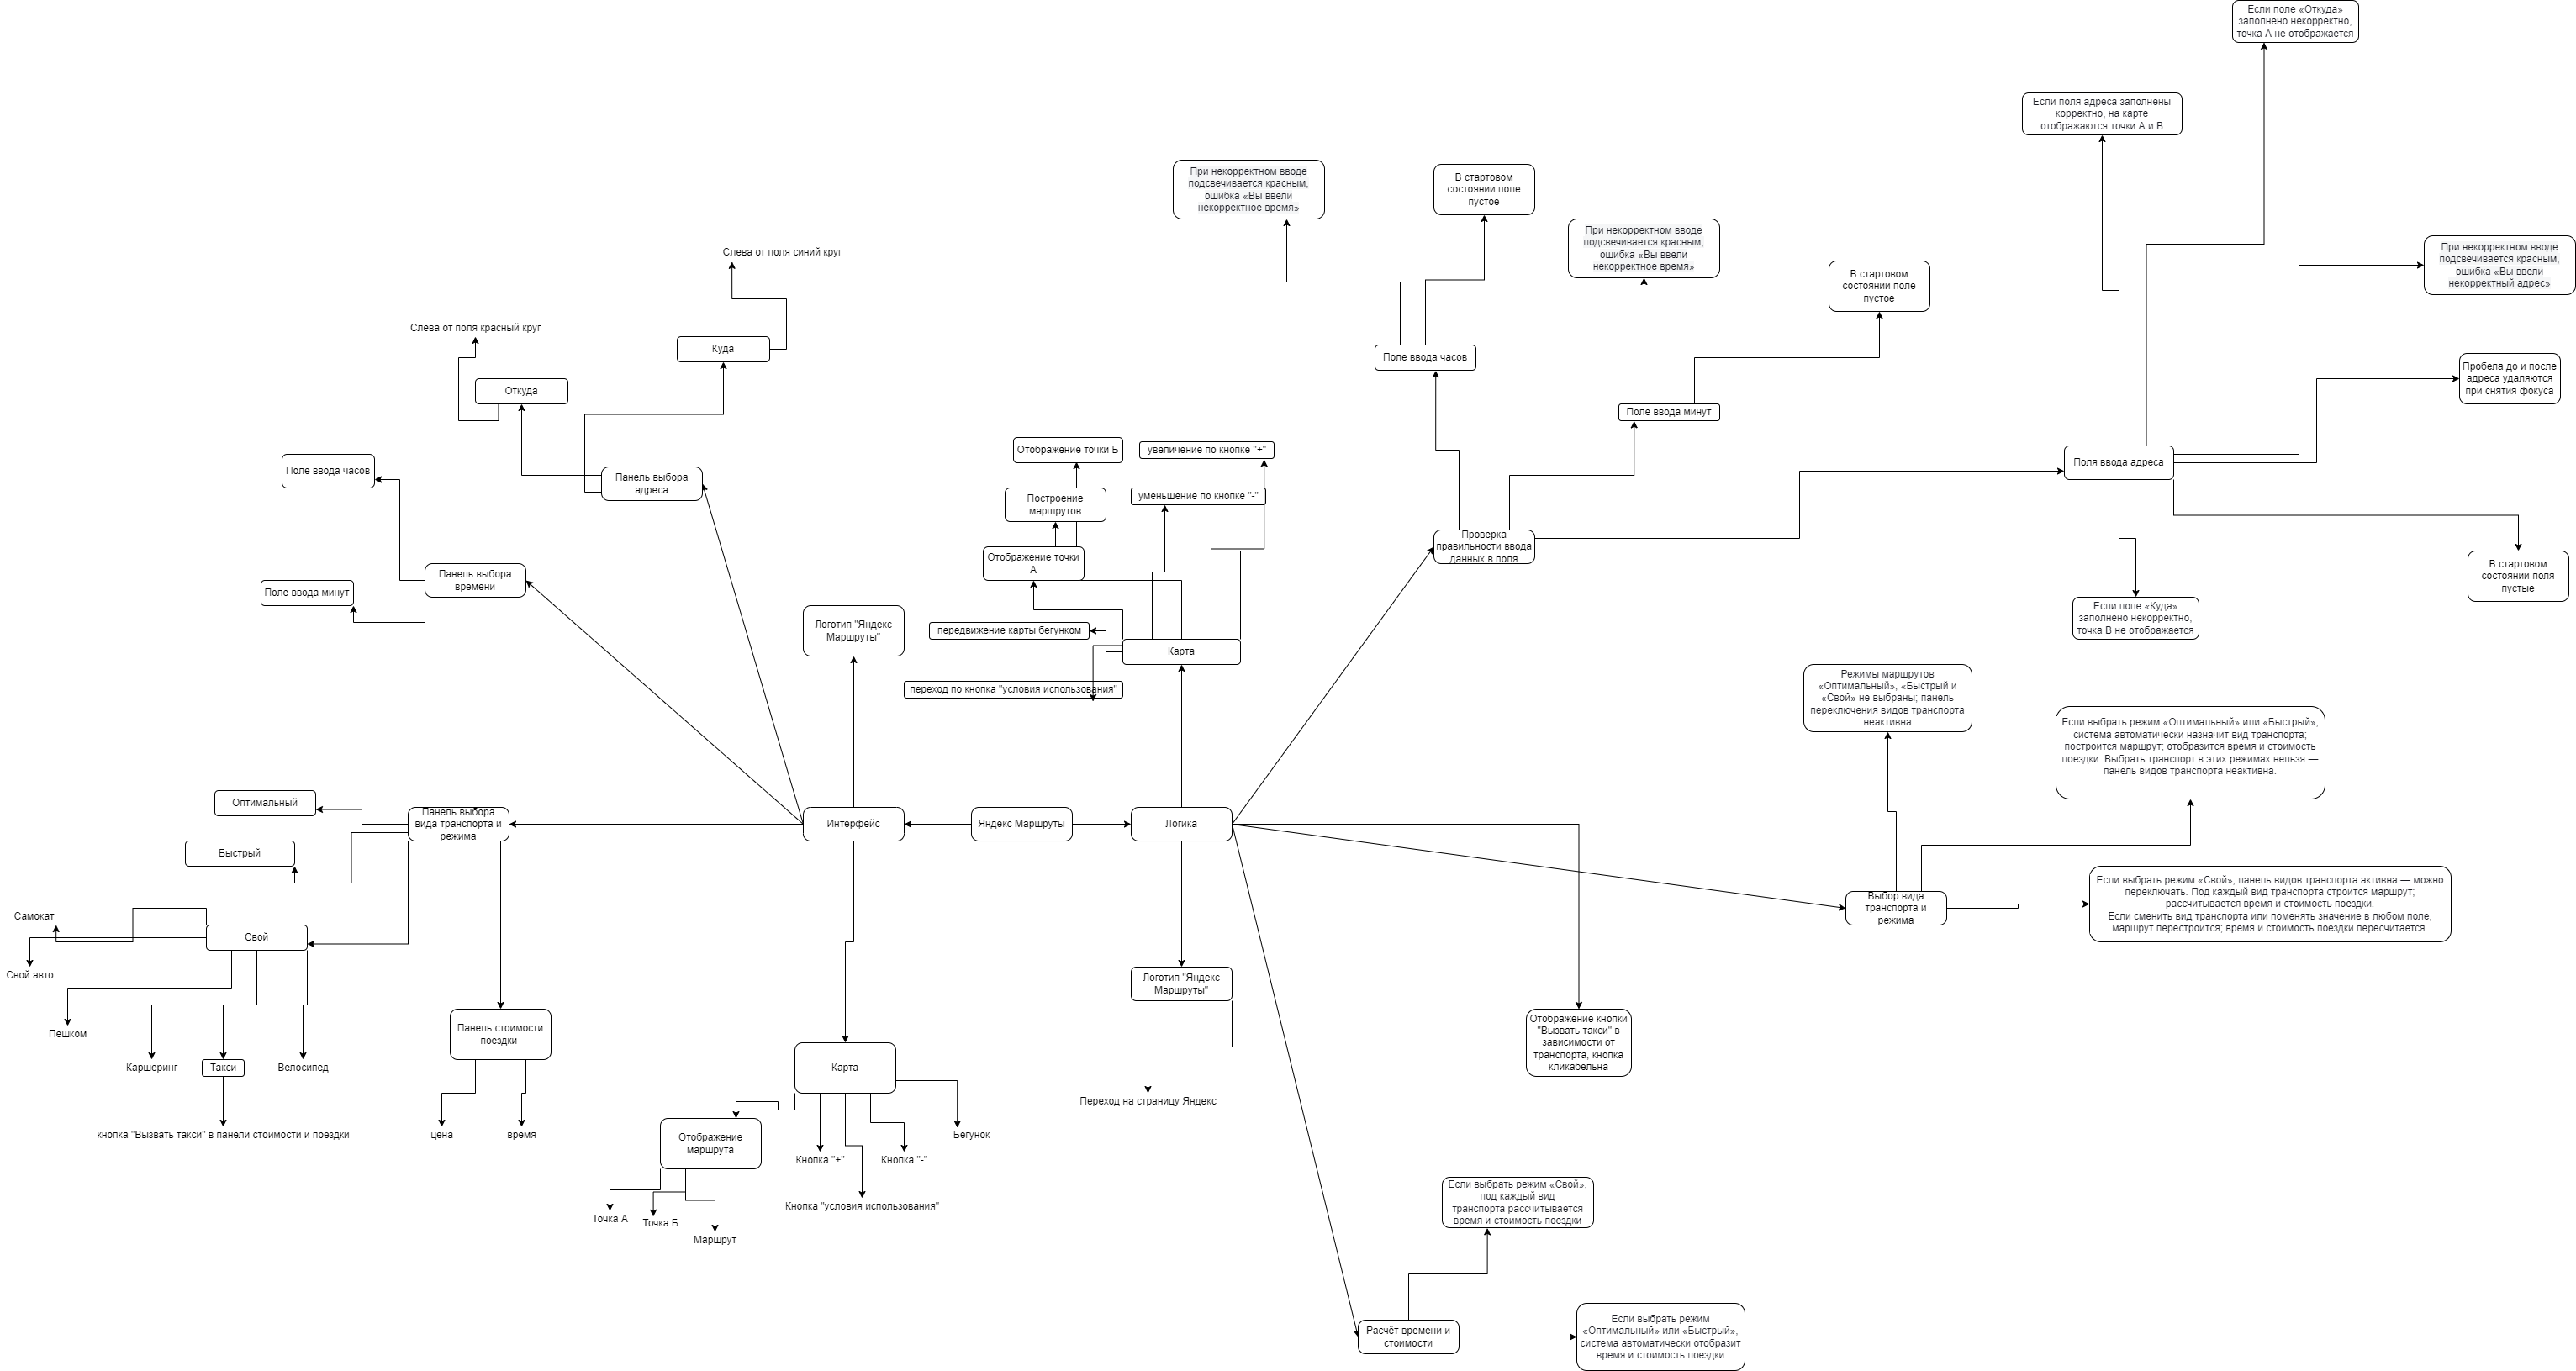 Если поле «Откуда»
заполнено некорректно,
точка А не отображается
Если поля адреса заполнены
корректно, на карте
отображаются точки А и В
При некорректном вводе
подсвечивается красным,
ошибка «Вы ввели
некорректное время»
В стартовом
состоянии поле
пустое
При некорректном вводе
подсвечивается красным,
ошибка «Вы ввели
некорректное время»
При некорректном вводе
подсвечивается красным,
ошибка «Вы ввели
некорректный адрес»
Слева от поля синий круг
В стартовом
состоянии поле
пустое
Слева от поля красный круг
Куда
Поле ввода часов
Пробела до и после
адреса удаляются
при снятия фокуса
Откуда
Поле ввода минут
Отображение точки Б
увеличение по кнопке "+"
Поле ввода часов
Панель выбора
адреса
Поля ввода адреса
Построение
маршрутов
уменьшение по кнопке "-"
Проверка
правильности ввода
данных в поля
Отображение точки
А
Панель выбора
времени
В стартовом
состоянии поля
пустые
Поле ввода минут
Если поле «Куда»
заполнено некорректно,
точка В не отображается
Логотип "Яндекс
Маршруты"
передвижение карты бегунком
Карта
переход по кнопка "условия использования"
Режимы маршрутов
«Оптимальный», «Быстрый и
«Свой» не выбраны; панель
переключения видов транспорта
неактивна
Если выбрать режим «Оптимальный» или «Быстрый»,
система автоматически назначит вид транспорта;
построится маршрут; отобразится время и стоимость
поездки. Выбрать транспорт в этих режимах нельзя —
панель видов транспорта неактивна.
Оптимальный
Панель выбора
вида транспорта и
режима
Интерфейс
Яндекс Маршруты
Логика
Быстрый
Если выбрать режим «Свой», панель видов транспорта активна — можно
переключать. Под каждый вид транспорта строится маршрут;
рассчитывается время и стоимость поездки.
Если сменить вид транспорта или поменять значение в любом поле,
маршрут перестроится; время и стоимость поездки пересчитается.
Выбор вида
транспорта и
режима
Самокат
Свой
Свой авто
Логотип "Яндекс
Маршруты"
Пешком
Панель стоимости
поездки
Отображение кнопки
"Вызвать такси" в
зависимости от
транспорта, кнопка
кликабельна
Каршеринг
Такси
Велосипед
Карта
Переход на страницу Яндекс
кнопка "Вызвать такси" в панели стоимости и поездки
цена
время
Бегунок
Отображение
маршрута
Кнопка "+"
Кнопка "-"
Кнопка "условия использования"
Точка А
Точка Б
Маршрут
Если выбрать режим «Свой»,
под каждый вид
транспорта рассчитывается
время и стоимость поездки
Расчёт времени и
стоимости
Если выбрать режим
«Оптимальный» или «Быстрый»,
система автоматически отобразит
время и стоимость поездки